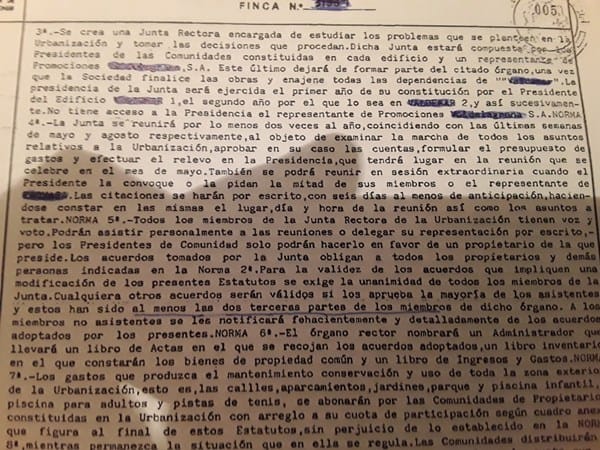 FINCA N.º
005
3ª.-Se crea una Junta Rectora encargada de estudiar los problemas que se planteen en la
Urbanización y tomar las decisiones que procedan.Dicha Junta estará compuesta por los
Presidentes de las Comunidades constituidas en cada edificio y un representante de
Promociones S.A. Este último dejará de formar parte del citado órgano,una vez
que la Sociedad finalice las obras y enajene todas las dependencias de " ".La
presidencia de la Junta será ejercida el primer año de su constitución por el Presidente
del Edificio 1,el segundo año por el que lo sea en 2,y así sucesivamen-
te.No tiene acceso a la Presidencia el representante de Promociones S.A.NORMA
4ª.-La Junta se reunirá por lo menos dos veces al año,coincidiendo con las últimas semanas
de mayo y agosto respectivamente,al objeto de examinar la marcha de todos los asuntos
relativos a la Urbanización,aprobar en su caso las cuentas,formular el presupuesto de
gastos y efectuar el relevo en la Presidencia,que tendrá lugar en la reunión que se
celebre en el mes de mayo.También se podrá reunir en sesión extraordinaria cuando el
Presidente la convoque o la pidan la mitad de sus miembros o el representante de
.Las citaciones se harán por escrito,con seis días al menos de anticipación,hacien-
dose constar en las mismas el lugar,día y hora de la reunión así como los asuntos a
tratar.NORMA 5ª.-Todos los miembros de la Junta Rectora de la Urbanización tienen voz y
voto.Podrán asistir personalmente a las reuniones o delegar su representación por escrito,-
pero los Presidentes de Comunidad solo podrán hacerlo en favor de un propietario de la que
preside.Los acuerdos tomados por la Junta obligan a todos los propietarios y demás
personas indicadas en la Norma 2ª.Para la validez de los acuerdos que impliquen una
modificación de los presentes Estatutos se exige la unanimidad de todos los miembros de la
Junta.Cualquiera otros acuerdos serán válidos si los aprueba la mayoría de los asistentes
y estos han sido al menos las dos terceras partes de los miembros de dicho órgano. A los
miembros no asistentes se les notificará fehacientemente y detalladamente de los acuerdos
adoptados por los presentes.NORMA 6ª.-El órgano rector nombrará un Administrador que
llevará un libro de Actas en el que se recojan los acuerdos adoptados,un libro inventario
en el que constarán los bienes de propiedad común y un libro de Ingresos y Gastos.NORMA
7ª.-Los gastos que produzca el mantenimiento conservación y uso de toda la zona exterior
de la Urbanización,esto es,las callles,aparcamientos,jardines,parque y piscina infantil,
piscina para adultos y pistas de tenis, se abonarán por las Comunidades de Propietarios
constituidas en la Urbanización con arreglo a su cuota de participación según cuadro anexo
que figura al final de estos Estatutos,sin perjuicio de lo establecido en la NORMA
8ª,mientras permanezca la situación que en ella se regula.Las Comunidades distribuirán